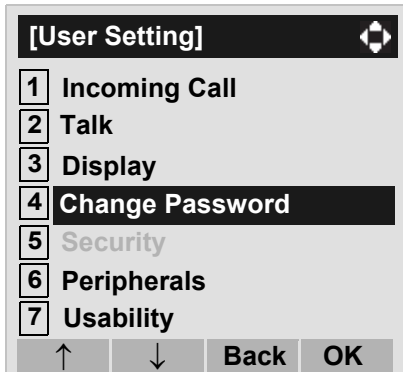 [User Setting]
1 Incoming Call
2 Talk
3 Display
4 Change Password
5 Security
6 Peripherals
7 Usability
↑ ↓ Back OK